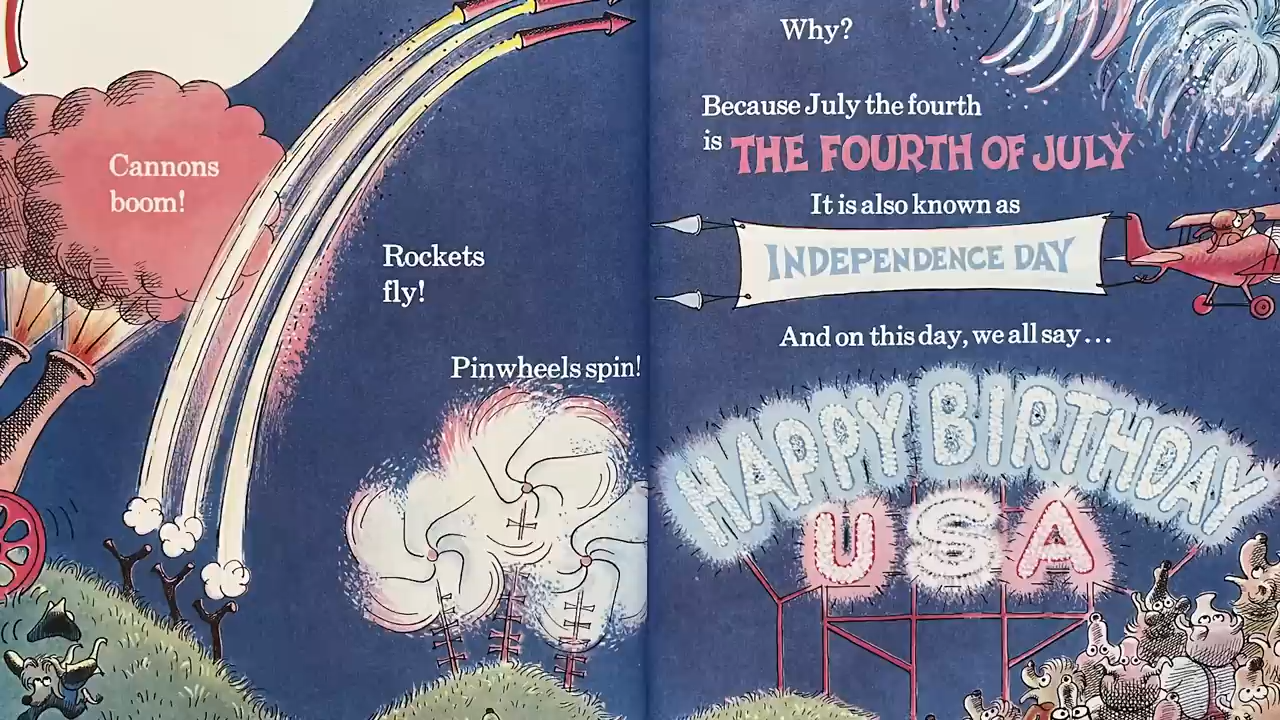 Cannons
boom!
Rockets
fly!
Pinwheels spin!
Why?
Because July the fourth
is THE FOURTH OF JULY
It is also known as
INDEPENDENCE DAY
And on this day, we all say...
HAPPY BIRTHDAY
USA